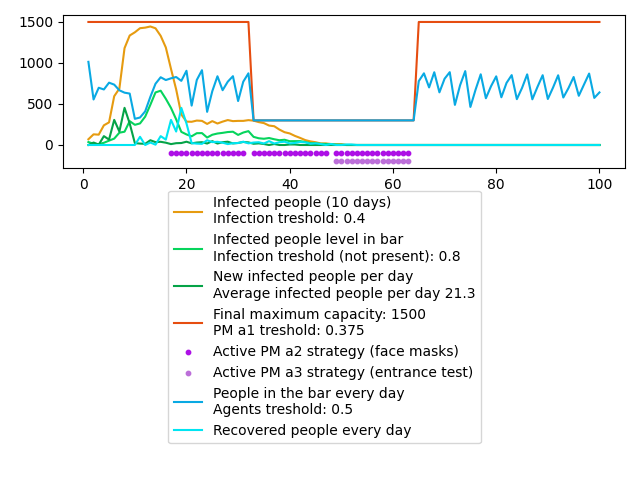 1500
1000
500
0
0 20 40 60 80 100
Infected people (10 days)
Infection treshold: 0.4
Infected people level in bar
Infection treshold (not present): 0.8
New infected people per day
Average infected people per day 21.3
Final maximum capacity: 1500
PM a1 treshold: 0.375
Active PM a2 strategy (face masks)
Active PM a3 strategy (entrance test)
People in the bar every day
Agents treshold: 0.5
Recovered people every day